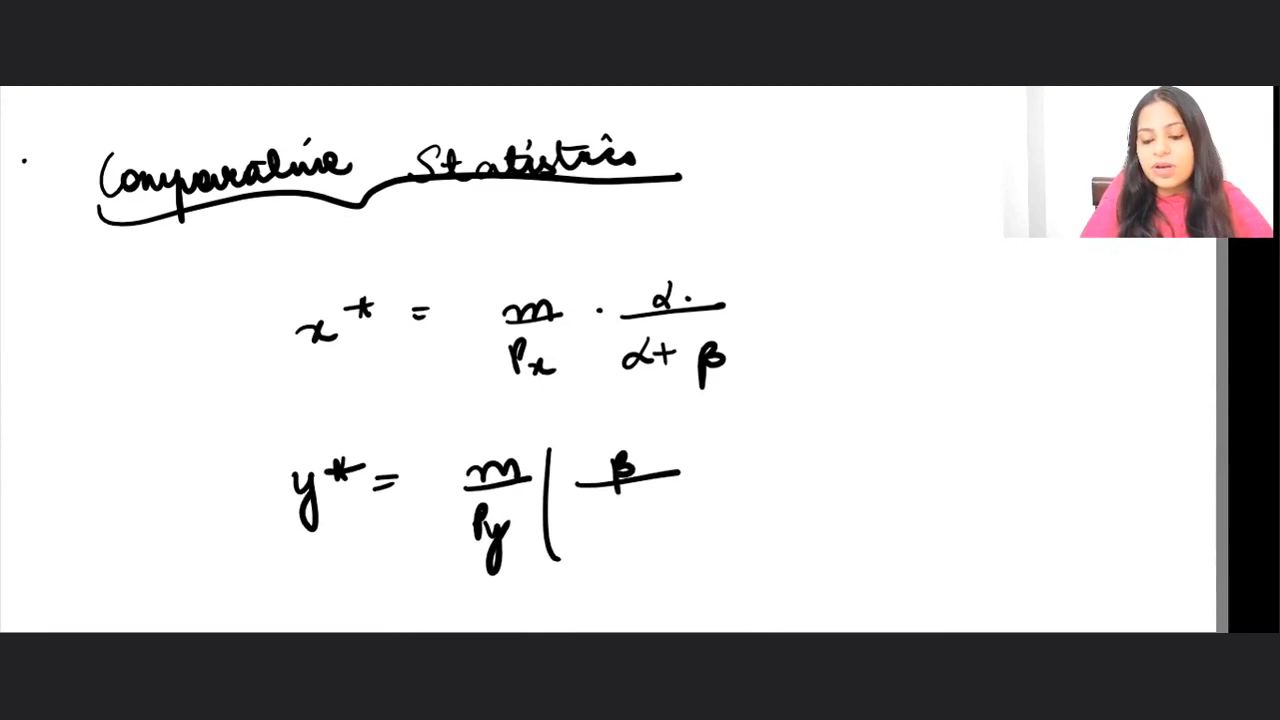 Comparative Statistics
x* = m/Px · α·/α+β
y* = m/Py ( β/